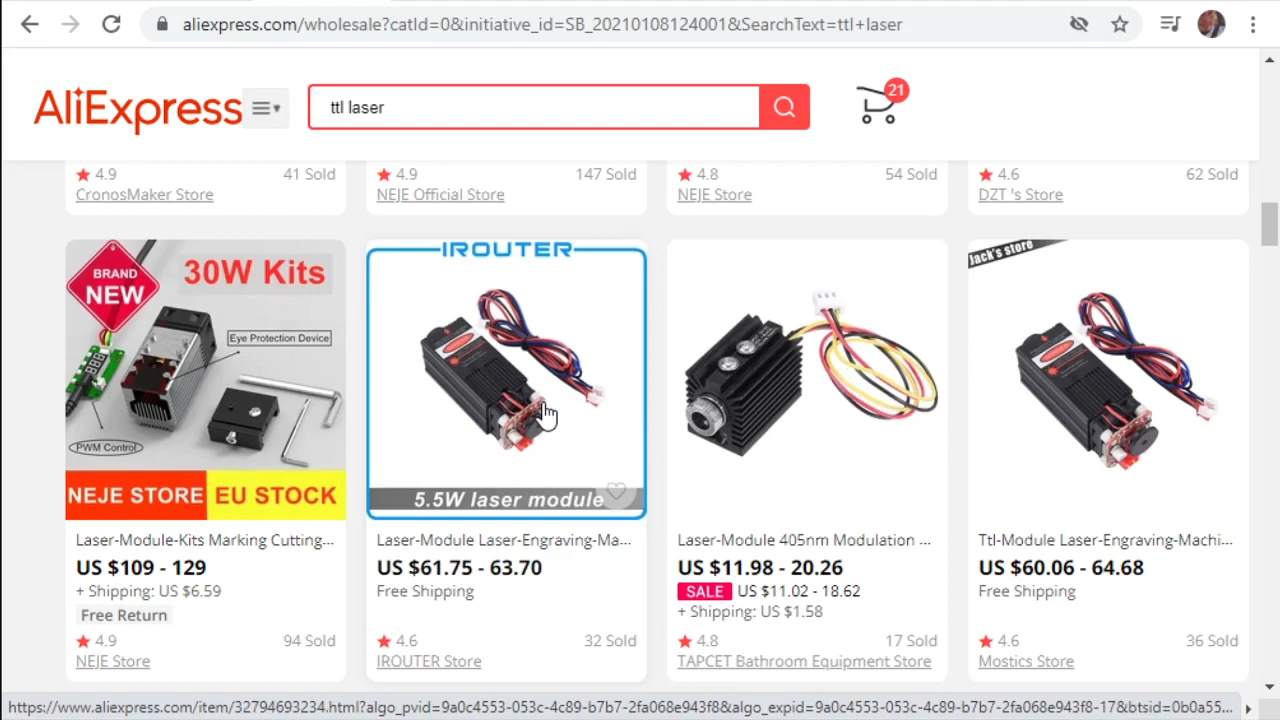 aliexpress.com/wholesale?catId=0&initiative_id=SB_20210108124001&SearchText=ttl+laser
AliExpress
ttl laser
21
4.9 41 Sold
CronosMaker Store
4.9 147 Sold
NEJE Official Store
4.8 54 Sold
NEJE Store
4.6 62 Sold
DZT 's Store
BRAND
NEW
30W Kits
Eye Protection Device
PWM Control
NEJE STORE EU STOCK
Laser-Module-Kits Marking Cutting...
US $109 - 129
+ Shipping: US $6.59
Free Return
4.9 94 Sold
NEJE Store
IROUTER
5.5W laser module
Laser-Module Laser-Engraving-Ma...
US $61.75 - 63.70
Free Shipping
4.6 32 Sold
IROUTER Store
Laser-Module 405nm Modulation ...
US $11.98 - 20.26
SALE US $11.02 - 18.62
+ Shipping: US $1.58
4.8 17 Sold
TAPCET Bathroom Equipment Store
Jack's store
Ttl-Module Laser-Engraving-Machi...
US $60.06 - 64.68
Free Shipping
4.6 36 Sold
Mostics Store
https://www.aliexpress.com/item/32794693234.html?algo_pvid=9a0c4553-053c-4c89-b7b7-2fa068e943f8&algo_expid=9a0c4553-053c-4c89-b7b7-2fa068e943f8-17&btsid=0b0a55...